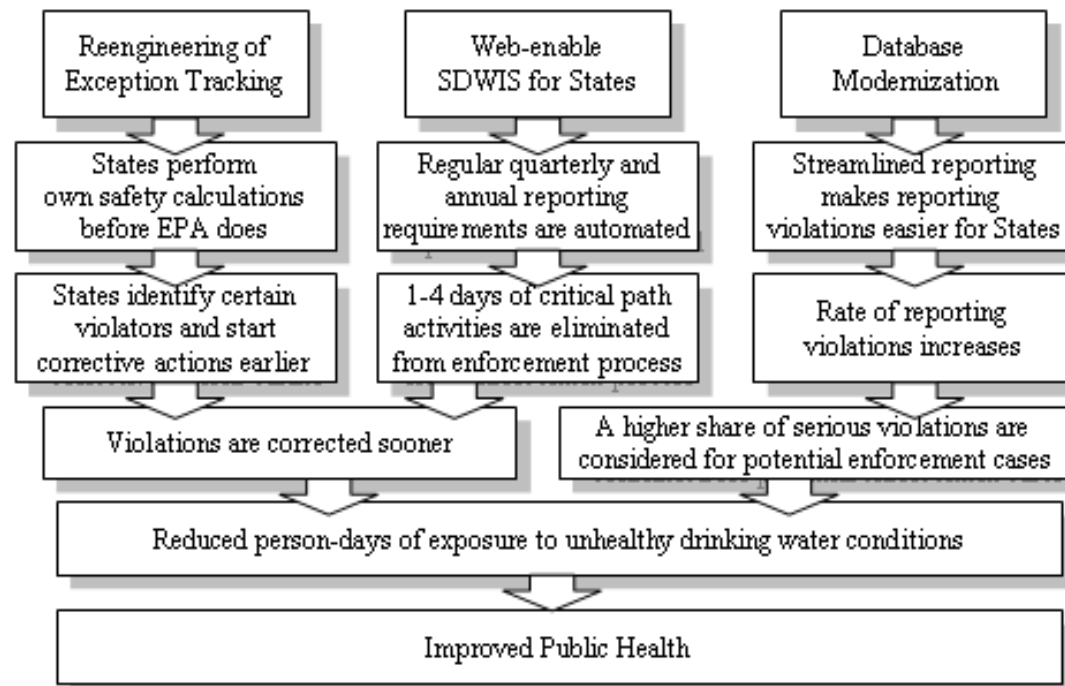 Reengineering of
Exception Tracking
Web-enable
SDWIS for States
Database
Modernization
States perform
own safety calculations
before EPA does
Regular quarterly and
annual reporting
requirements are automated
Streamlined reporting
makes reporting
violations easier for States
States identify certain
violators and start
corrective actions earlier
1-4 days of critical path
activities are eliminated
from enforcement process
Rate of reporting
violations increases
Violations are corrected sooner
A higher share of serious violations are
considered for potential enforcement cases
Reduced person-days of exposure to unhealthy drinking water conditions
Improved Public Health